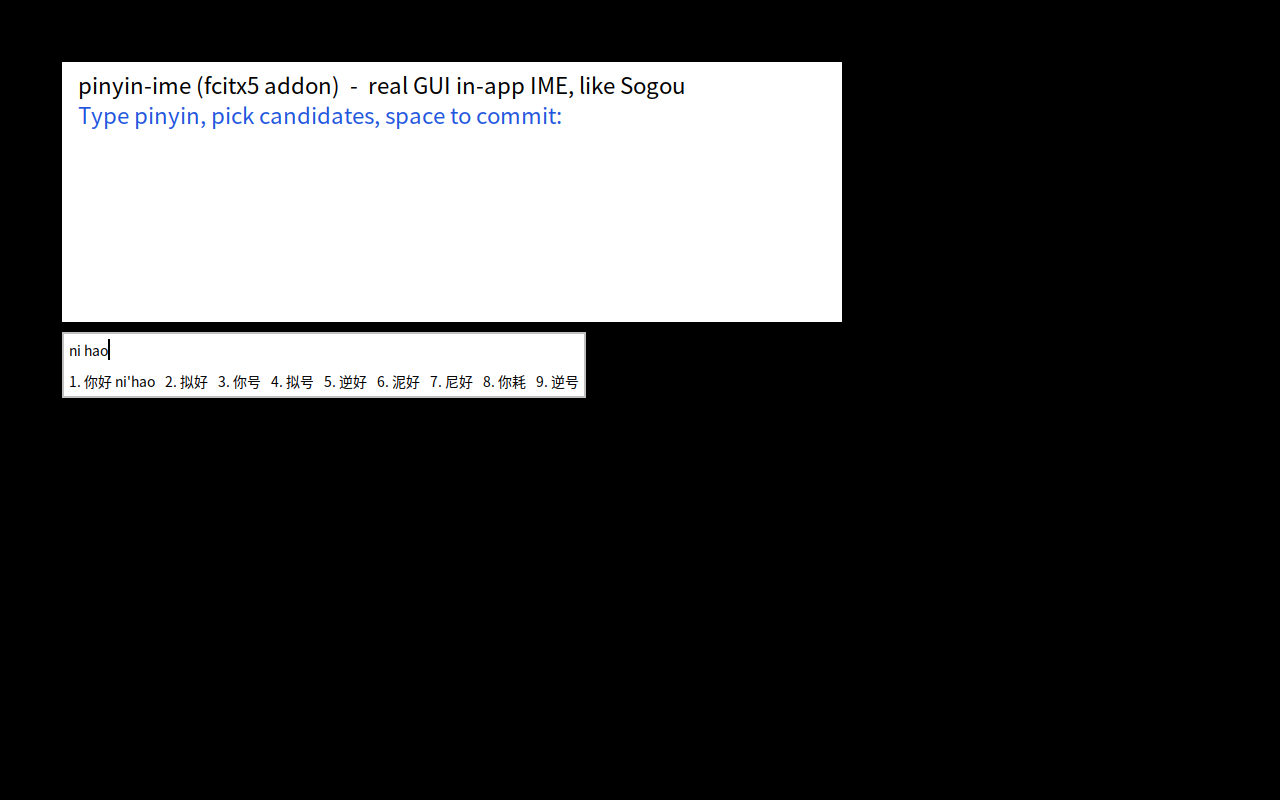 pinyin-ime (fcitx5 addon)  -  real GUI in-app IME, like Sogou
Type pinyin, pick candidates, space to commit:
ni hao
1. 你好 ni'hao 2. 拟好 3. 你号 4. 拟号 5. 逆好 6. 泥好 7. 尼好 8. 你耗 9. 逆号